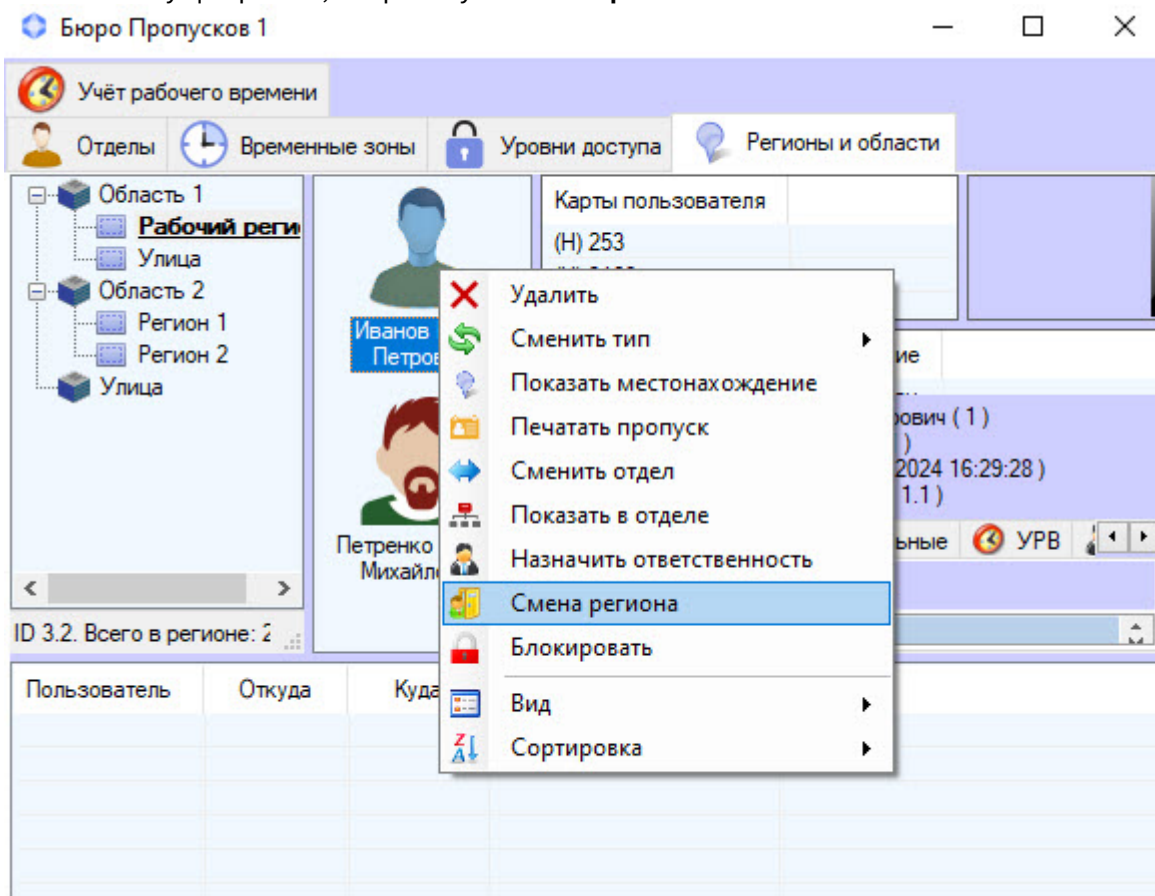 Бюро Пропусков 1
Учёт рабочего времени
Отделы
Временные зоны
Уровни доступа
Регионы и области
Область 1
Рабочий реги
Улица
Область 2
Регион 1
Регион 2
Улица
ID 3.2. Всего в регионе: 2
Иванов
Петров
Петренко
Михайл
Карты пользователя
(H) 253
Удалить
Сменить тип
Показать местонахождение
Печатать пропуск
Сменить отдел
Показать в отделе
Назначить ответственность
Смена региона
Блокировать
Вид
Сортировка
ие
рович ( 1 )
)
2024 16:29:28 )
1.1 )
ьные
УРВ
Пользователь
Откуда
Куда